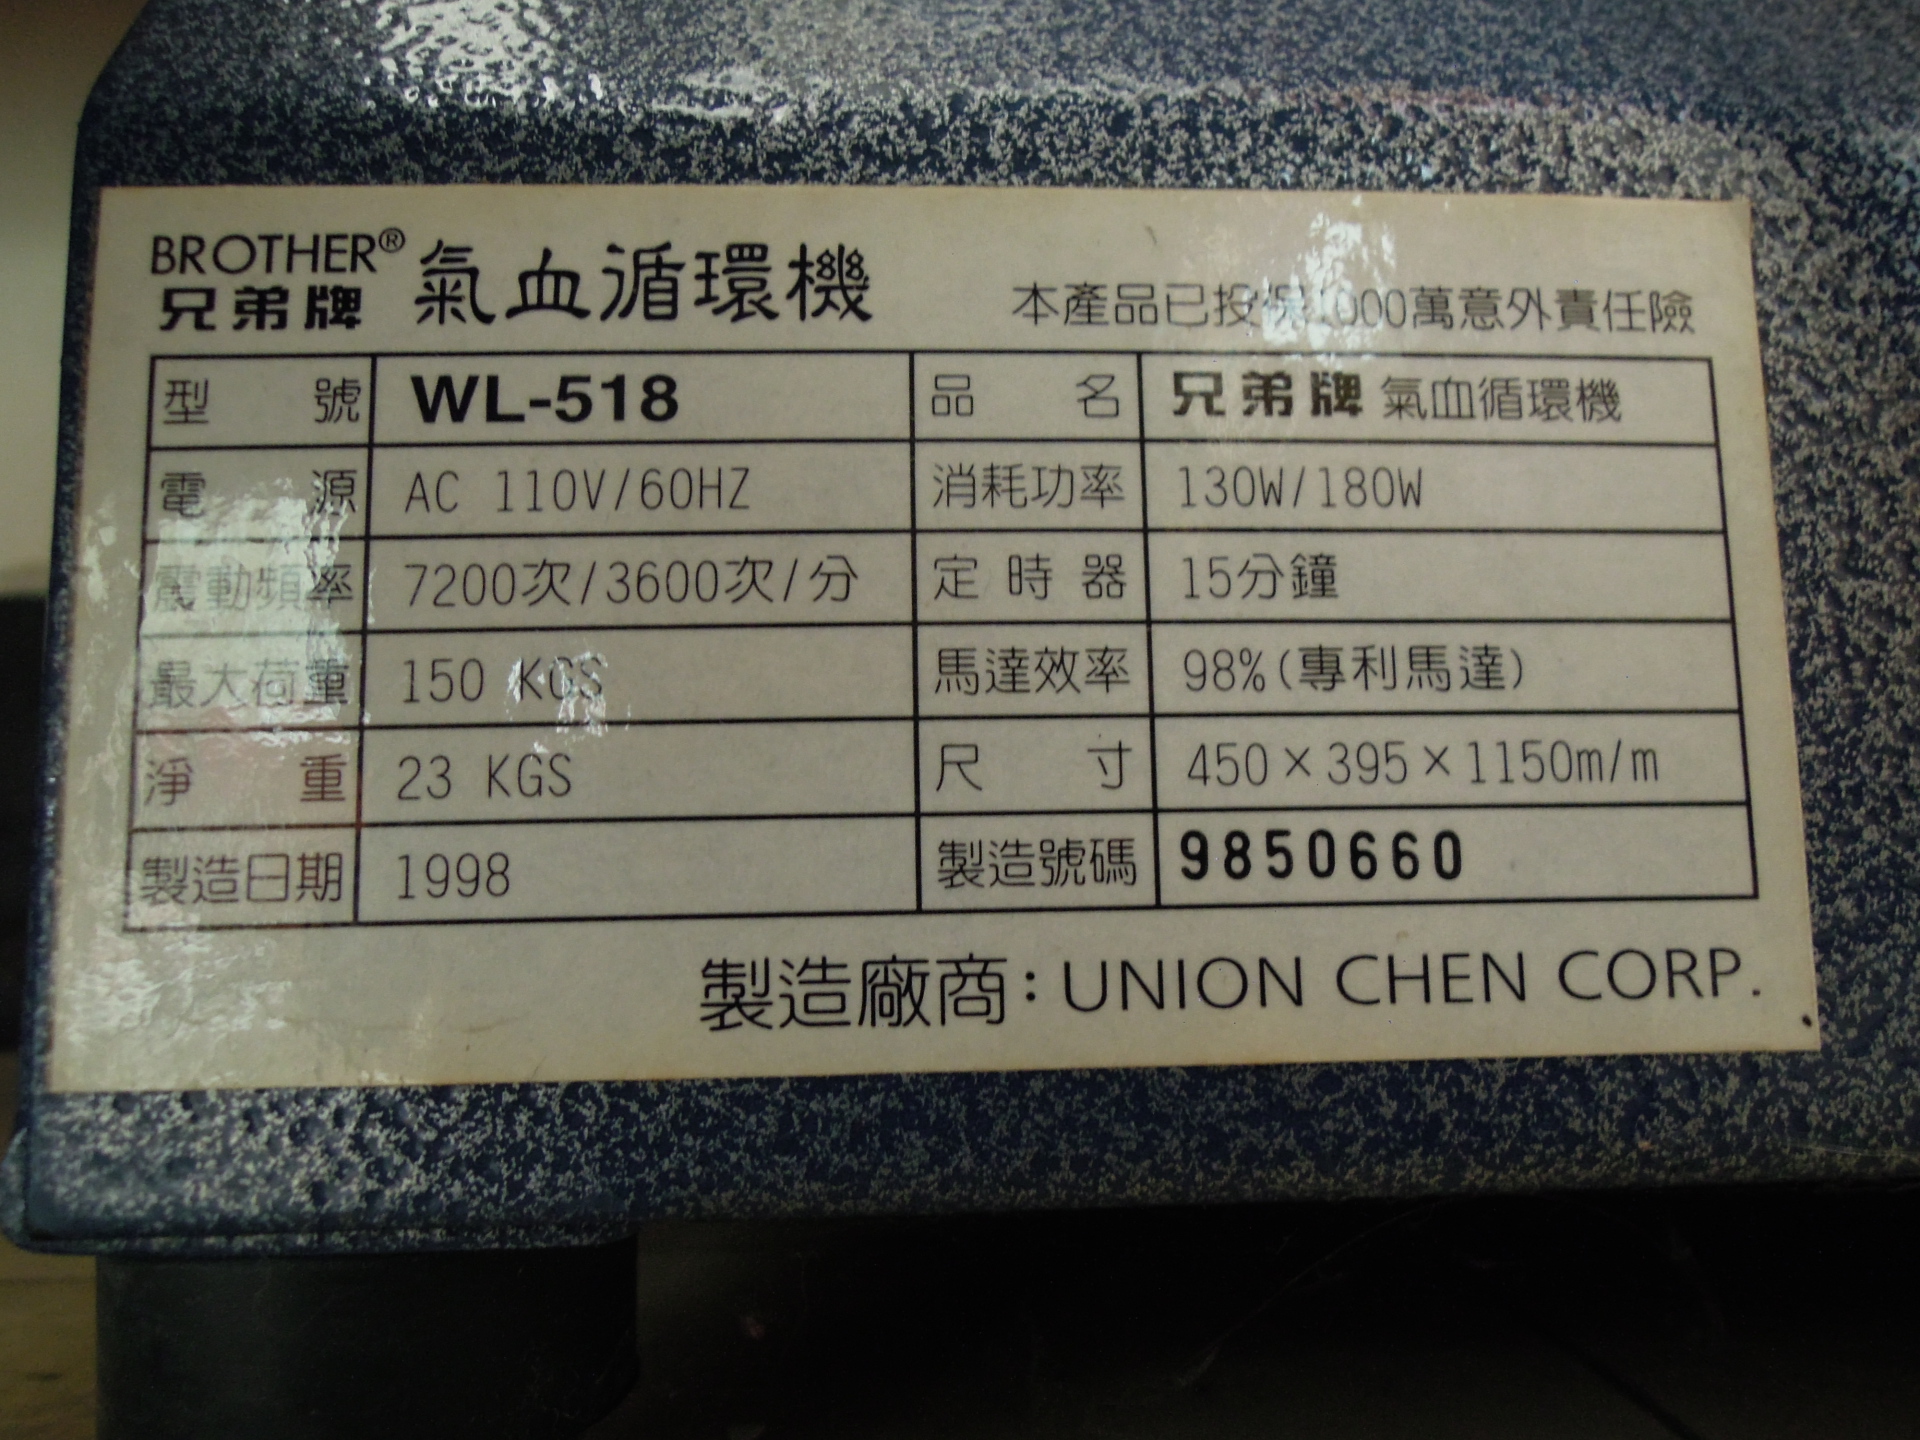 BROTHER®
兄弟牌 氣血循環機
本產品已投保1000萬意外責任險
型號 WL-518 品名 兄弟牌 氣血循環機
電源 AC 110V/60HZ 消耗功率 130W/180W
震動頻率 7200次/3600次/分 定時器 15分鐘
最大荷重 150 KGS 馬達效率 98%(專利馬達)
淨重 23 KGS 尺寸 450×395×1150m/m
製造日期 1998 製造號碼 9850660
製造廠商：UNION CHEN CORP.